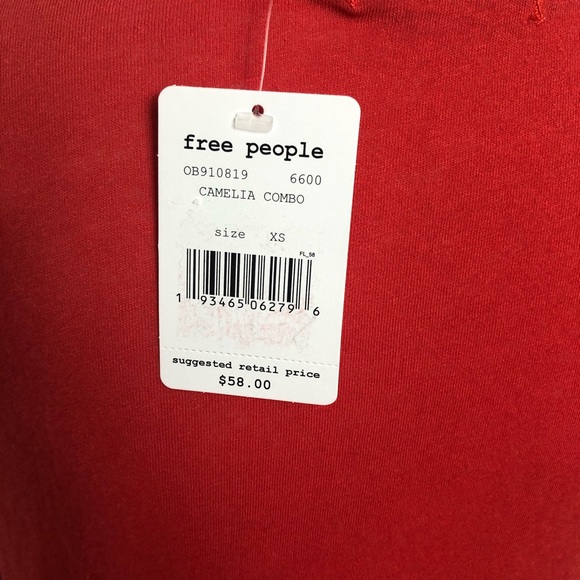 free people
OB910819 6600
CAMELIA COMBO
size XS
FL_58
1 93465 06279 6
suggested retail price
$58.00